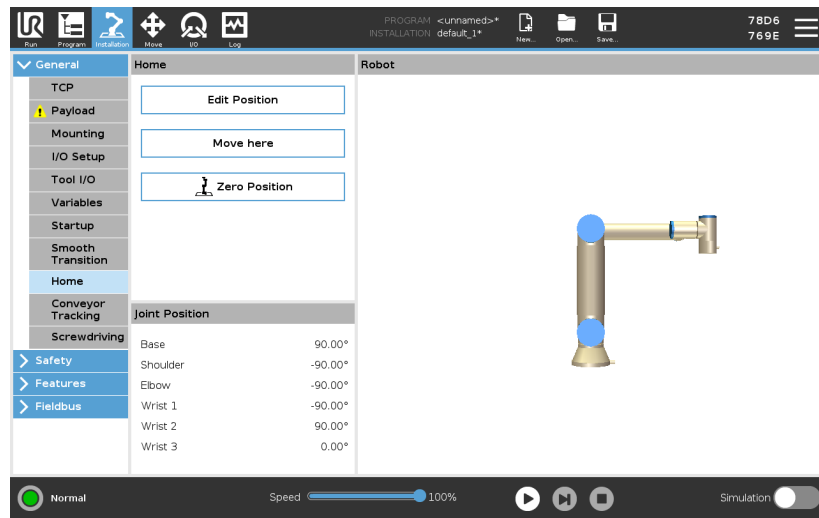 UR
PROGRAM <unnamed>*
INSTALLATION default_1*
78D6
769E
Run Program Installation Move I/O Log New... Open... Save...
General
TCP
Payload
Mounting
I/O Setup
Tool I/O
Variables
Startup
Smooth
Transition
Home
Conveyor
Tracking
Screwdriving
Safety
Features
Fieldbus
Home
Edit Position
Move here
Zero Position
Joint Position
Base 90.00°
Shoulder -90.00°
Elbow -90.00°
Wrist 1 -90.00°
Wrist 2 90.00°
Wrist 3 0.00°
Robot
Normal Speed 100% Simulation